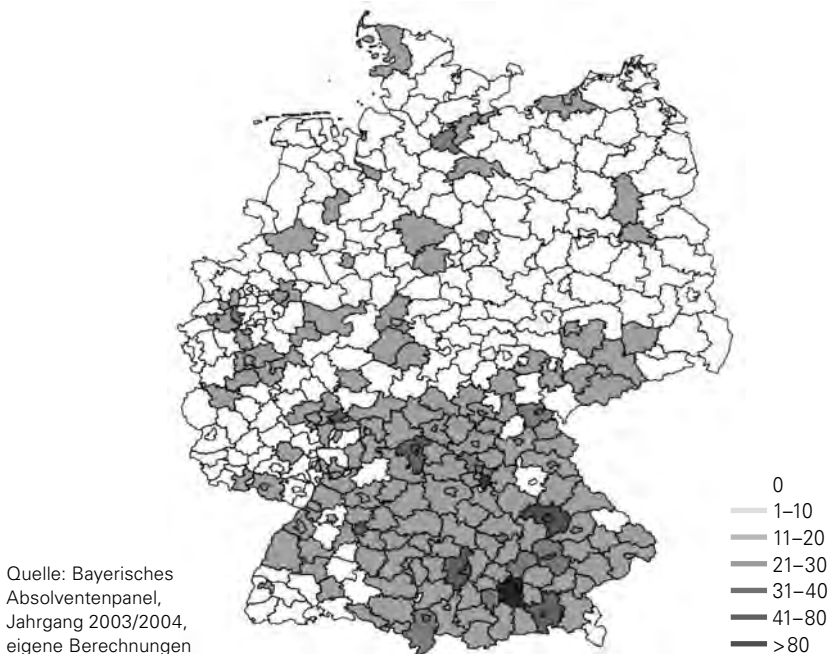 0
1–10
11–20
21–30
31–40
41–80
>80
Quelle: Bayerisches
Absolventenpanel,
Jahrgang 2003/2004,
eigene Berechnungen